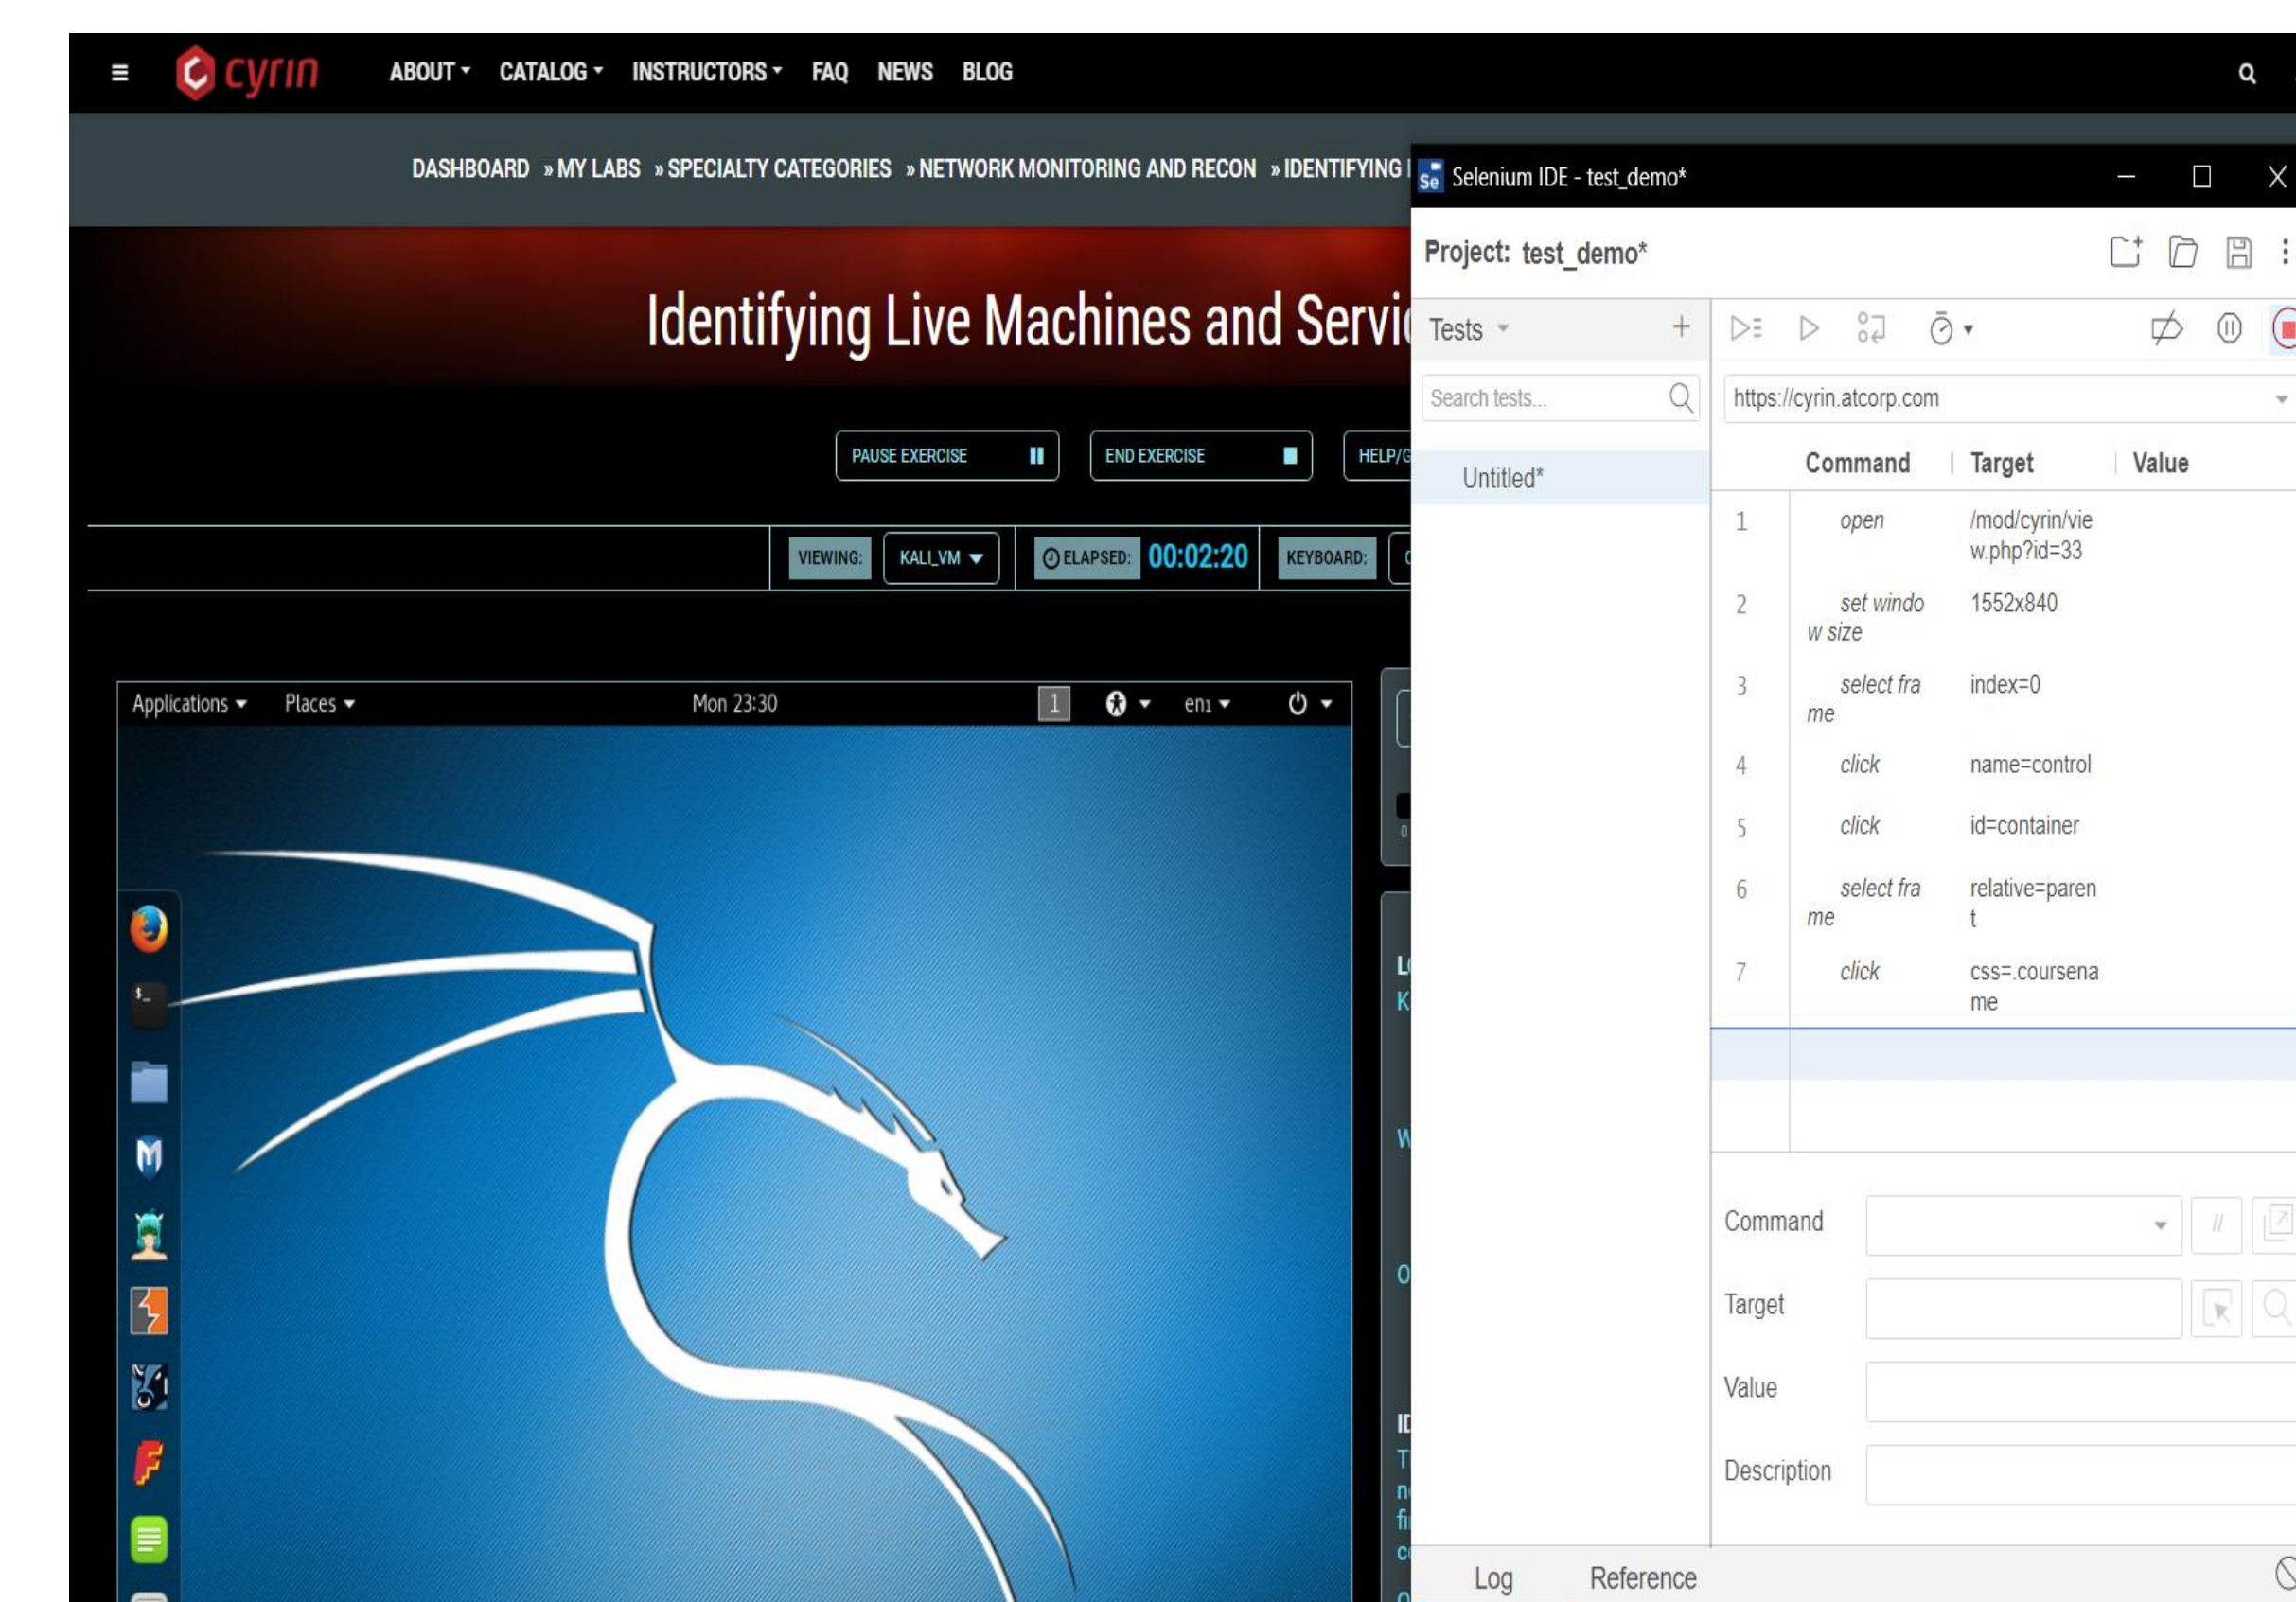 cyrin ABOUT CATALOG INSTRUCTORS FAQ NEWS BLOG
DASHBOARD » MY LABS » SPECIALTY CATEGORIES » NETWORK MONITORING AND RECON » IDENTIFYING
Identifying Live Machines and Servi
PAUSE EXERCISE END EXERCISE HELP/G
VIEWING: KALI_VM ELAPSED: 00:02:20 KEYBOARD:
Applications Places Mon 23:30 1 en1
Se Selenium IDE - test_demo*
Project: test_demo*
Tests
Search tests...
https://cyrin.atcorp.com
Untitled*
Command Target Value
1 open /mod/cyrin/vie
w.php?id=33
2 set windo 1552x840
w size
3 select fra index=0
me
4 click name=control
5 click id=container
6 select fra relative=paren
me t
7 click css=.coursena
me
Command //
Target
Value
Description
Log Reference